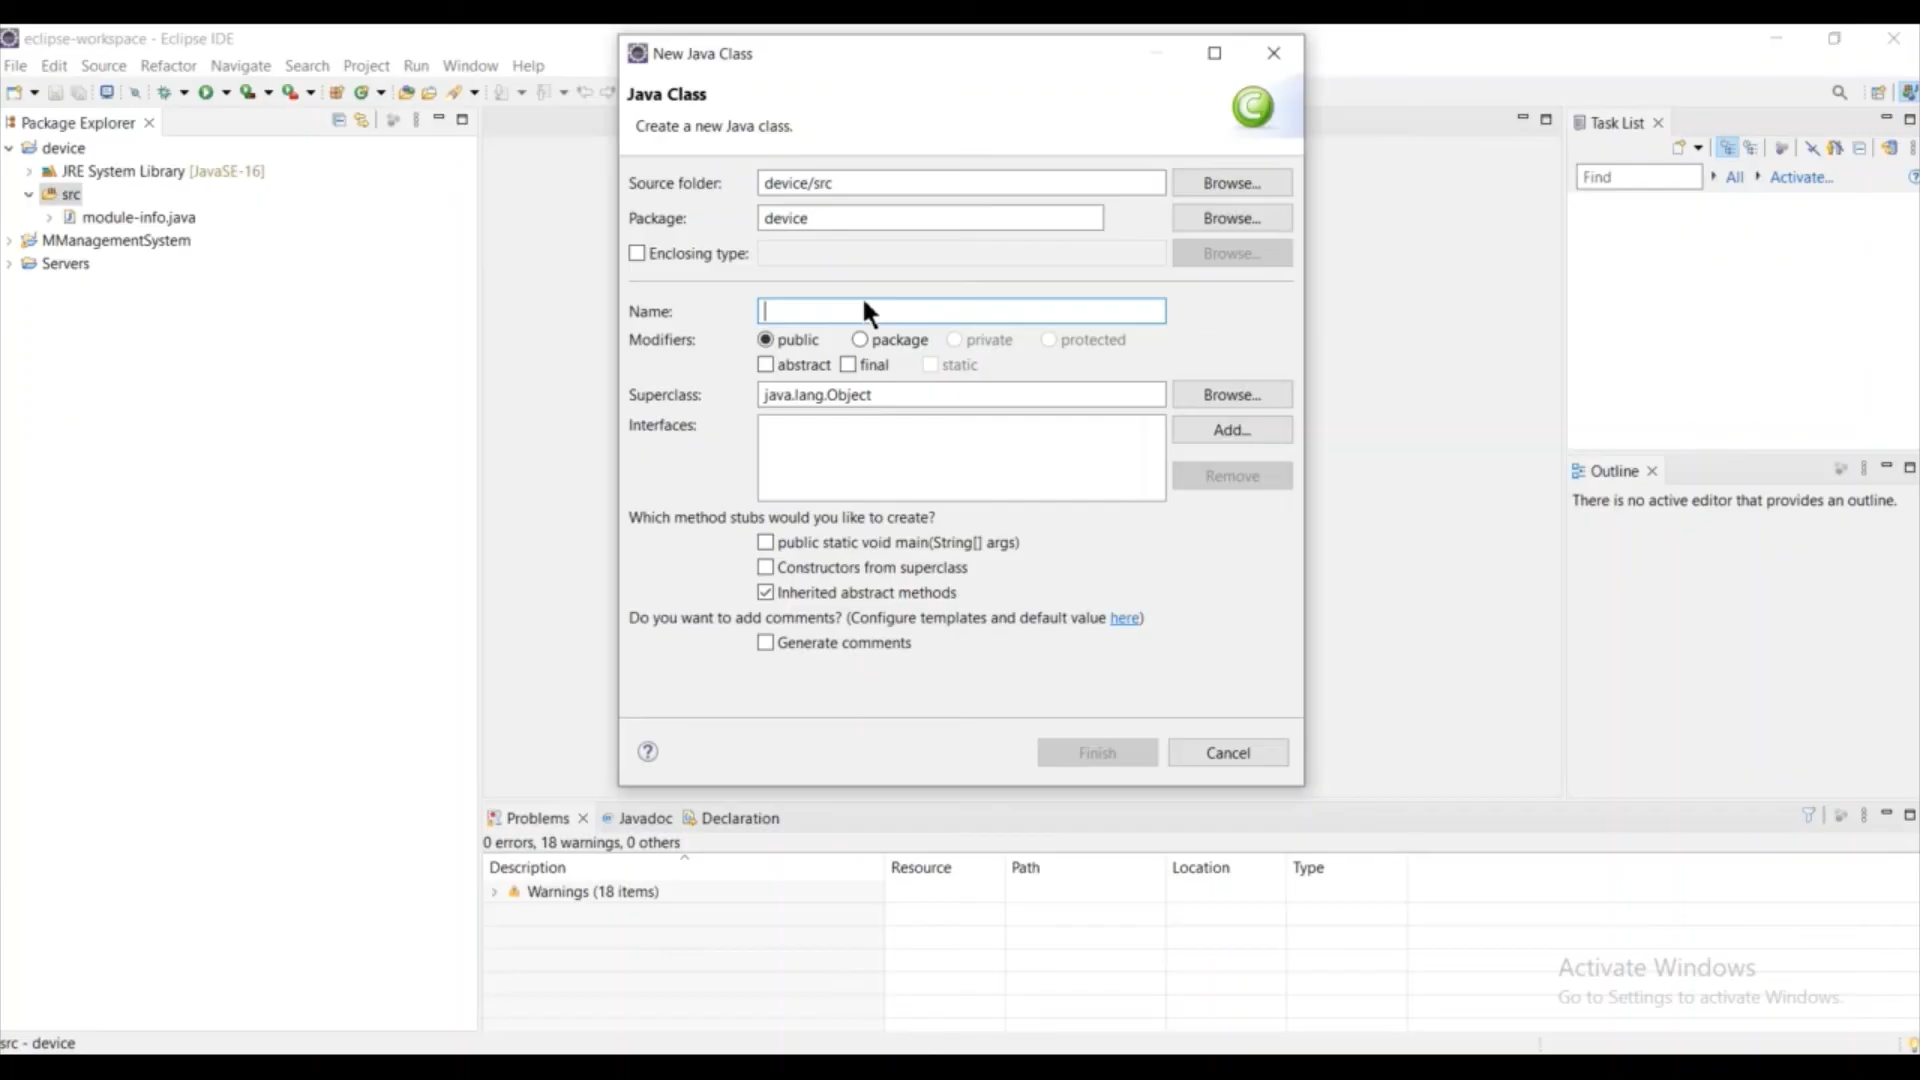 eclipse-workspace - Eclipse IDE
File Edit Source Refactor Navigate Search Project Run Window Help
Package Explorer
device
JRE System Library [JavaSE-16]
src
module-info.java
MManagementSystem
Servers
New Java Class
Java Class
Create a new Java class.
Source folder: device/src Browse...
Package: device Browse...
Enclosing type: Browse...
Name:
Modifiers: public package private protected
abstract final static
Superclass: java.lang.Object Browse...
Interfaces: Add...
Remove
Which method stubs would you like to create?
public static void main(String[] args)
Constructors from superclass
Inherited abstract methods
Do you want to add comments? (Configure templates and default value here)
Generate comments
Finish Cancel
Task List
Find All Activate...
Outline
There is no active editor that provides an outline.
Problems Javadoc Declaration
0 errors, 18 warnings, 0 others
Description Resource Path Location Type
Warnings (18 items)
Activate Windows
Go to Settings to activate Windows.
src - device